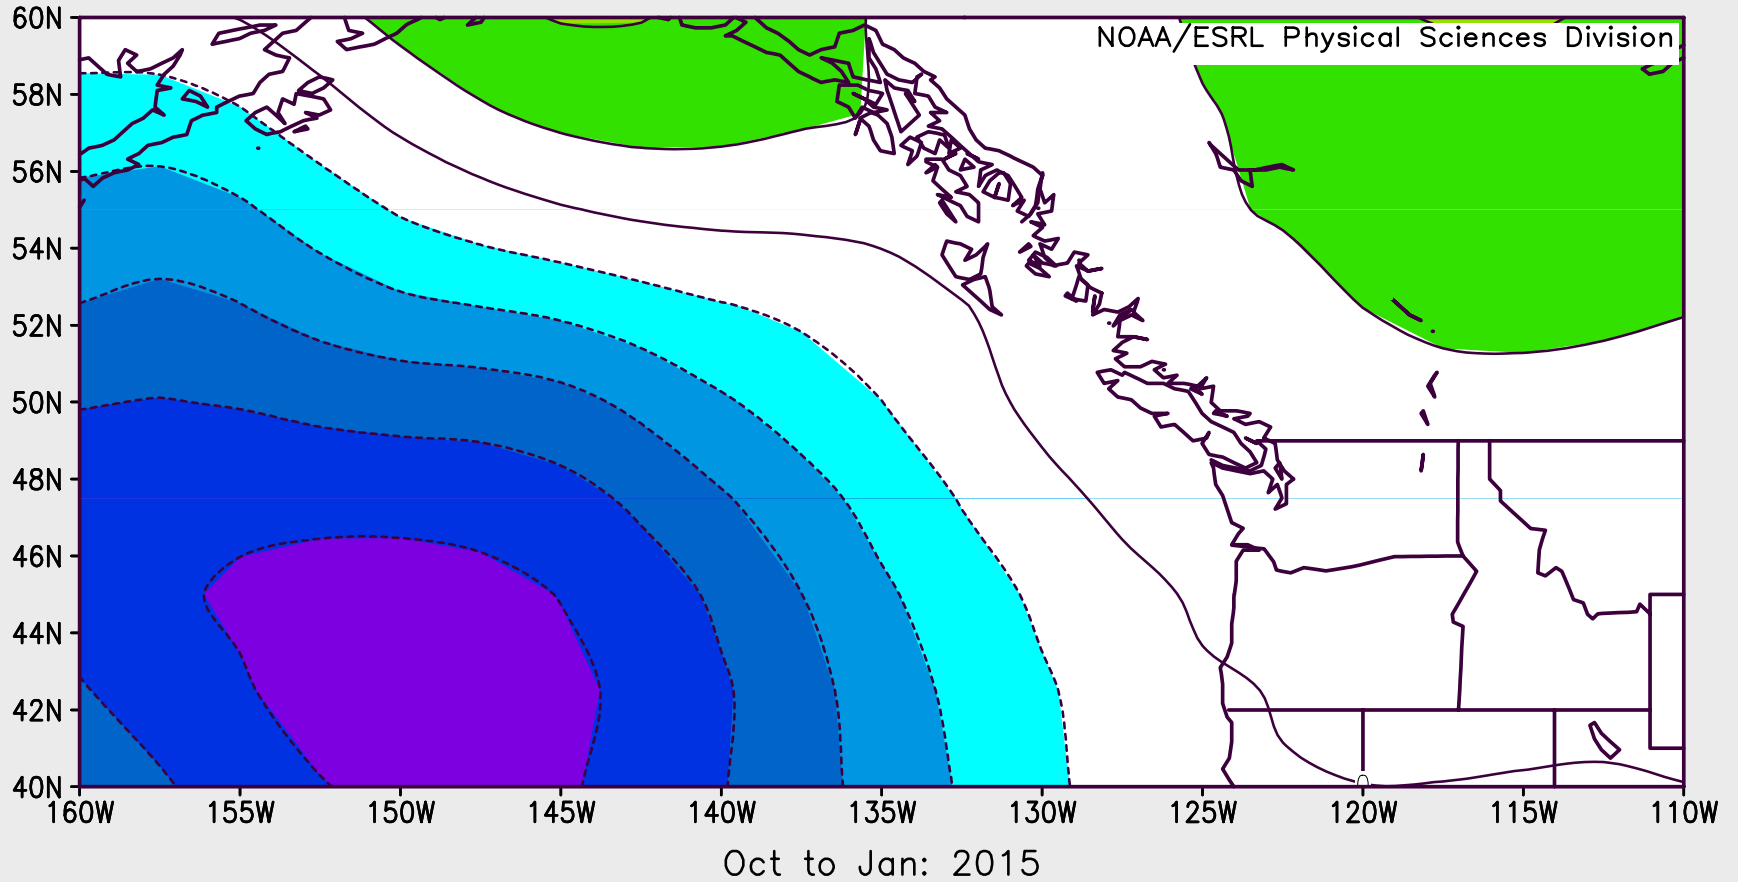 NOAA/ESRL Physical Sciences Division
60N
58N
56N
54N
52N
50N
48N
46N
44N
42N
40N
0
160W 155W 150W 145W 140W 135W 130W 125W 120W 115W 110W
Oct to Jan: 2015